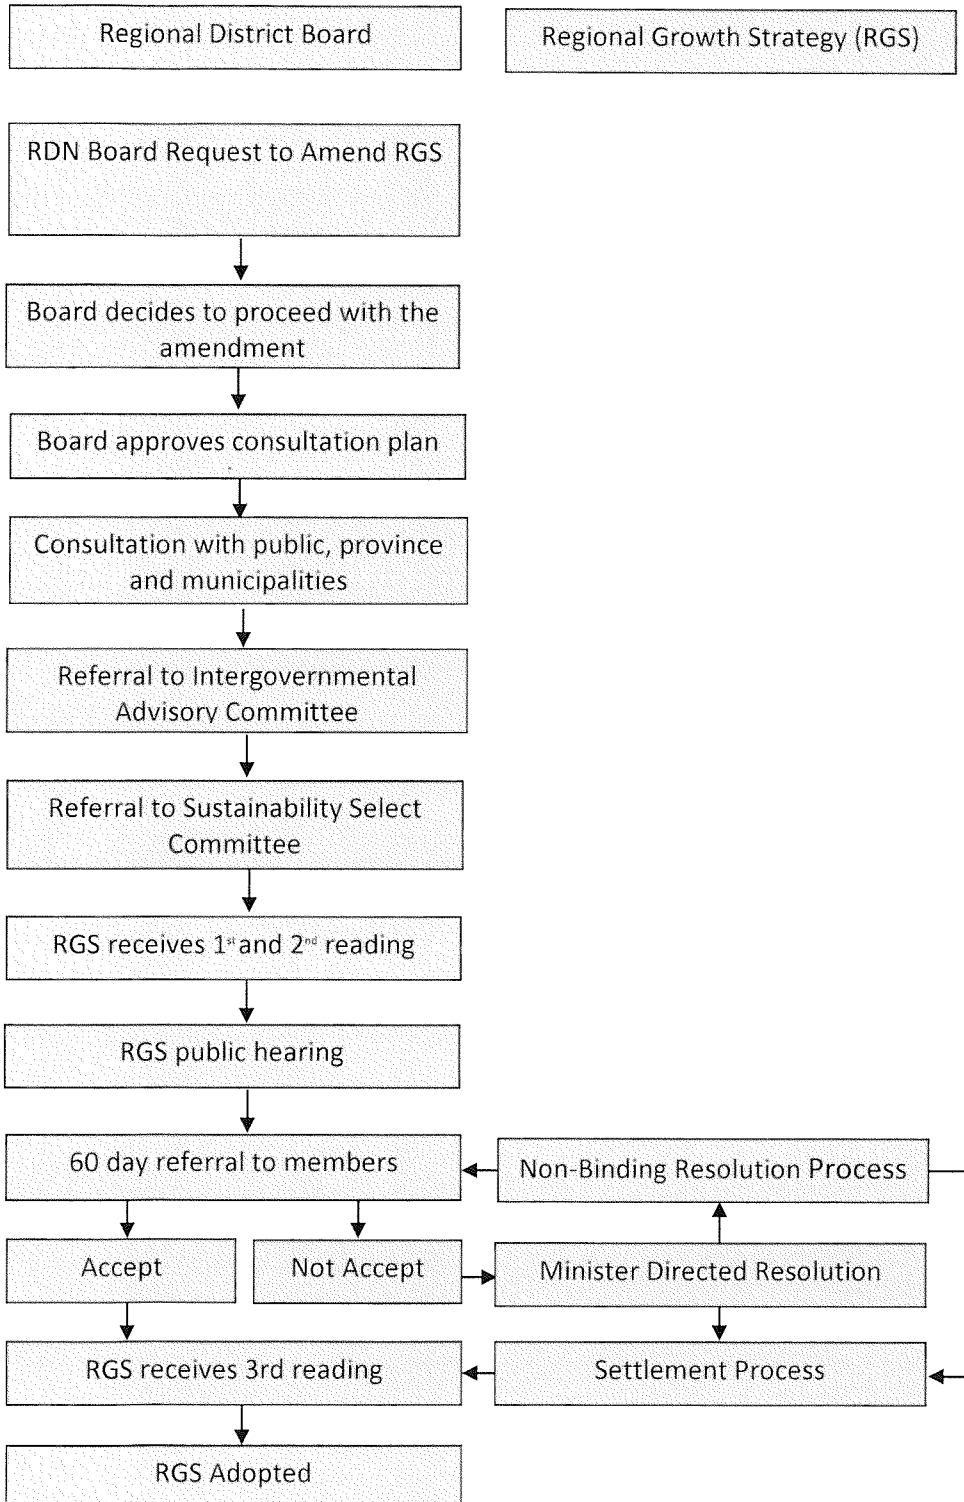 Regional District Board
Regional Growth Strategy (RGS)
RDN Board Request to Amend RGS
Board decides to proceed with the
amendment
Board approves consultation plan
Consultation with public, province
and municipalities
Referral to Intergovernmental
Advisory Committee
Referral to Sustainability Select
Committee
RGS receives 1st and 2nd reading
RGS public hearing
60 day referral to members
Non-Binding Resolution Process
Accept
Not Accept
Minister Directed Resolution
RGS receives 3rd reading
Settlement Process
RGS Adopted